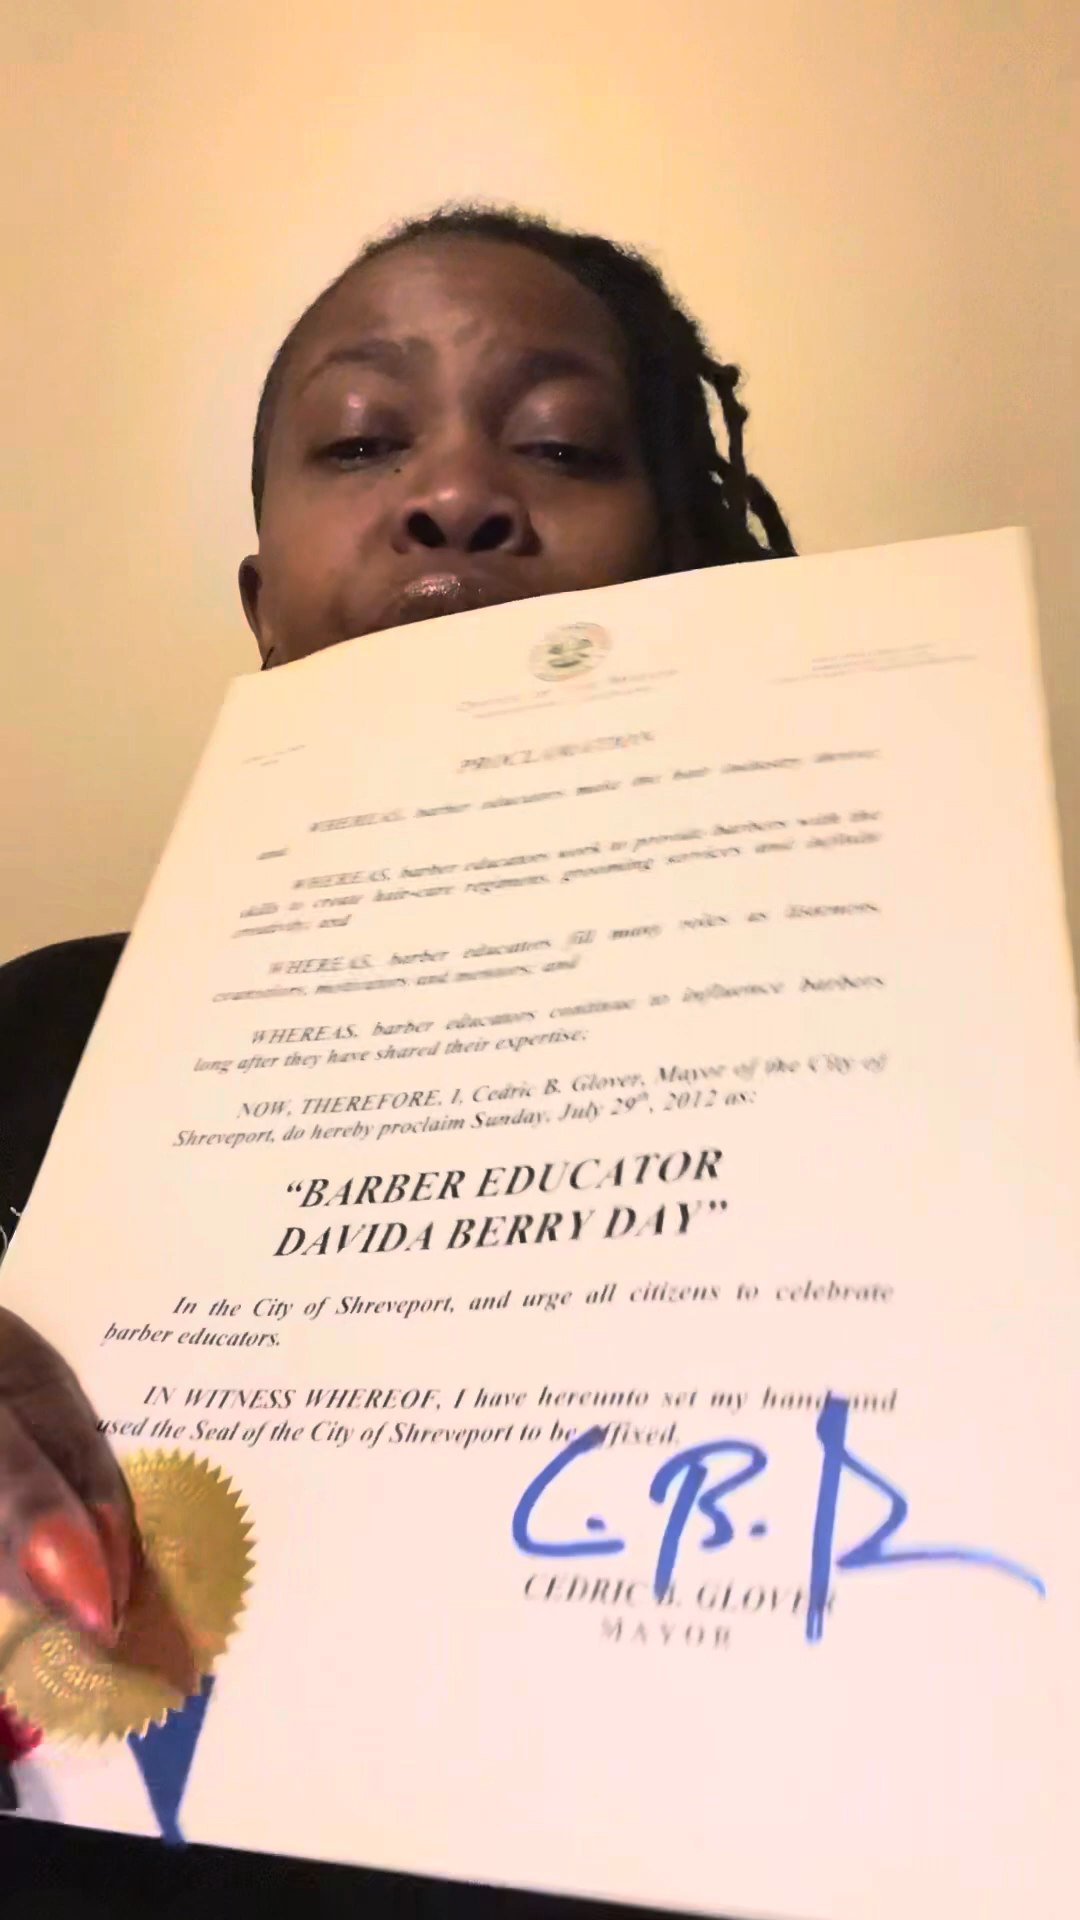 OFFICE OF THE MAYOR
PROCLAMATION
WHEREAS, barber educators make the hair industry thrive;
and
WHEREAS, barber educators work to provide barbers with the
skills to create hair-care regimens, grooming services and infinite
creativity; and
WHEREAS, barber educators fill many roles as listeners,
counselors, motivators and mentors; and
WHEREAS, barber educators continue to influence barbers
long after they have shared their expertise;
NOW, THEREFORE, I, Cedric B. Glover, Mayor of the City of
Shreveport, do hereby proclaim Sunday, July 29th, 2012 as:
“BARBER EDUCATOR
DAVIDA BERRY DAY”
In the City of Shreveport, and urge all citizens to celebrate
barber educators.
IN WITNESS WHEREOF, I have hereunto set my hand and
used the Seal of the City of Shreveport to be affixed.
C. B.
CEDRIC B. GLOVER
MAYOR